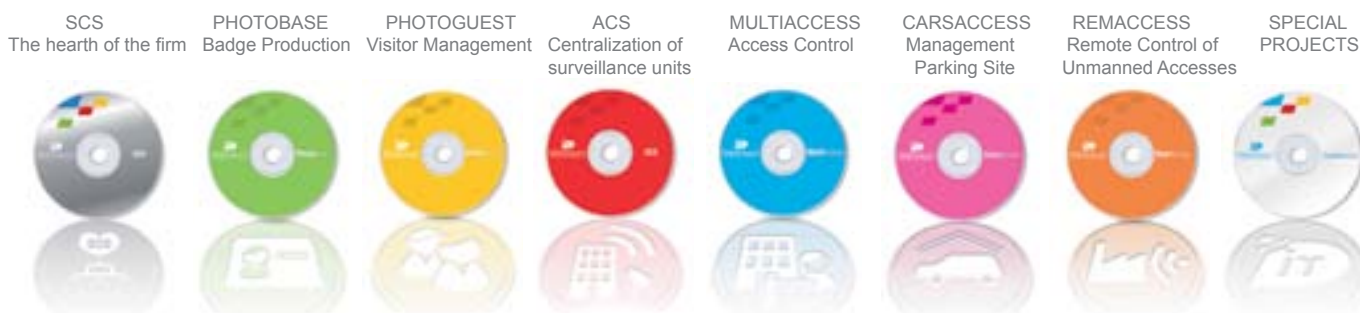 SCS
The hearth of the firm
PHOTOBASE
Badge Production
PHOTOGUEST
Visitor Management
ACS
Centralization of
surveillance units
MULTIACCESS
Access Control
CARSACCESS
Management
Parking Site
REMACCESS
Remote Control of
Unmanned Accesses
SPECIAL
PROJECTS
iT